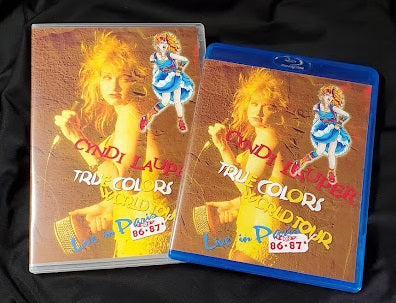 CYNDI LAUPER
TRUE COLORS
WORLD TOUR
Live in Paris
86·87
CYNDI LAUPER
TRUE COLORS
WORLD TOUR
Live in P
86·87